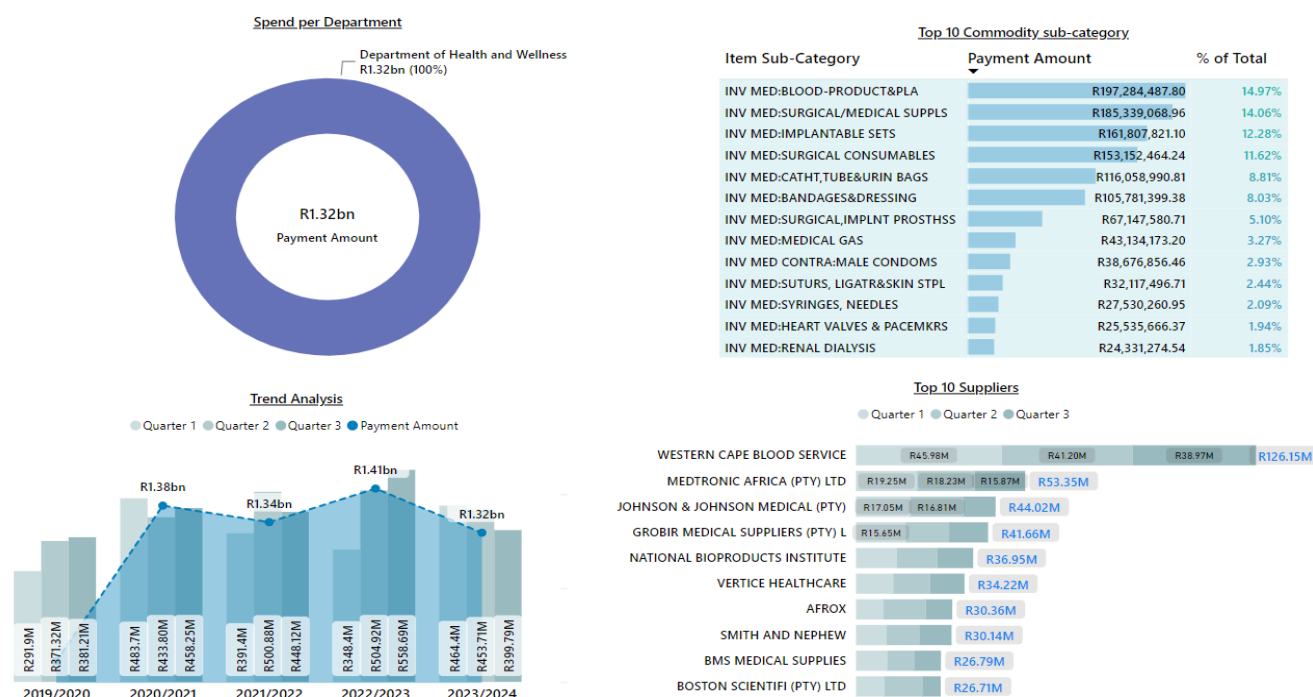 Spend per Department
Department of Health and Wellness
R1.32bn (100%)
R1.32bn
Payment Amount
Top 10 Commodity sub-category
Item Sub-Category Payment Amount % of Total
INV MED:BLOOD-PRODUCT&PLA R197,284,487.80 14.97%
INV MED:SURGICAL/MEDICAL SUPPLS R185,339,068.96 14.06%
INV MED:IMPLANTABLE SETS R161,807,821.10 12.28%
INV MED:SURGICAL CONSUMABLES R153,152,464.24 11.62%
INV MED:CATHT,TUBE&URIN BAGS R116,058,990.81 8.81%
INV MED:BANDAGES&DRESSING R105,781,399.38 8.03%
INV MED:SURGICAL,IMPLNT PROSTHSS R67,147,580.71 5.10%
INV MED:MEDICAL GAS R43,134,173.20 3.27%
INV MED CONTRA:MALE CONDOMS R38,676,856.46 2.93%
INV MED:SUTURS, LIGATR&SKIN STPL R32,117,496.71 2.44%
INV MED:SYRINGES, NEEDLES R27,530,260.95 2.09%
INV MED:HEART VALVES & PACEMKRS R25,535,666.37 1.94%
INV MED:RENAL DIALYSIS R24,331,274.54 1.85%
Trend Analysis
Quarter 1 Quarter 2 Quarter 3 Payment Amount
R1.38bn
R1.34bn
R1.41bn
R1.32bn
R291.9M
R371.32M
R381.21M
R483.7M
R433.80M
R458.25M
R391.4M
R500.88M
R448.12M
R348.4M
R504.92M
R558.69M
R464.4M
R453.71M
R399.79M
2019/2020 2020/2021 2021/2022 2022/2023 2023/2024
Top 10 Suppliers
Quarter 1 Quarter 2 Quarter 3
WESTERN CAPE BLOOD SERVICE R45.98M R41.20M R38.97M R126.15M
MEDTRONIC AFRICA (PTY) LTD R19.25M R18.23M R15.87M R53.35M
JOHNSON & JOHNSON MEDICAL (PTY) R17.05M R16.81M R44.02M
GROBIR MEDICAL SUPPLIERS (PTY) L R15.65M R41.66M
NATIONAL BIOPRODUCTS INSTITUTE R36.95M
VERTICE HEALTHCARE R34.22M
AFROX R30.36M
SMITH AND NEPHEW R30.14M
BMS MEDICAL SUPPLIES R26.79M
BOSTON SCIENTIFI (PTY) LTD R26.71M